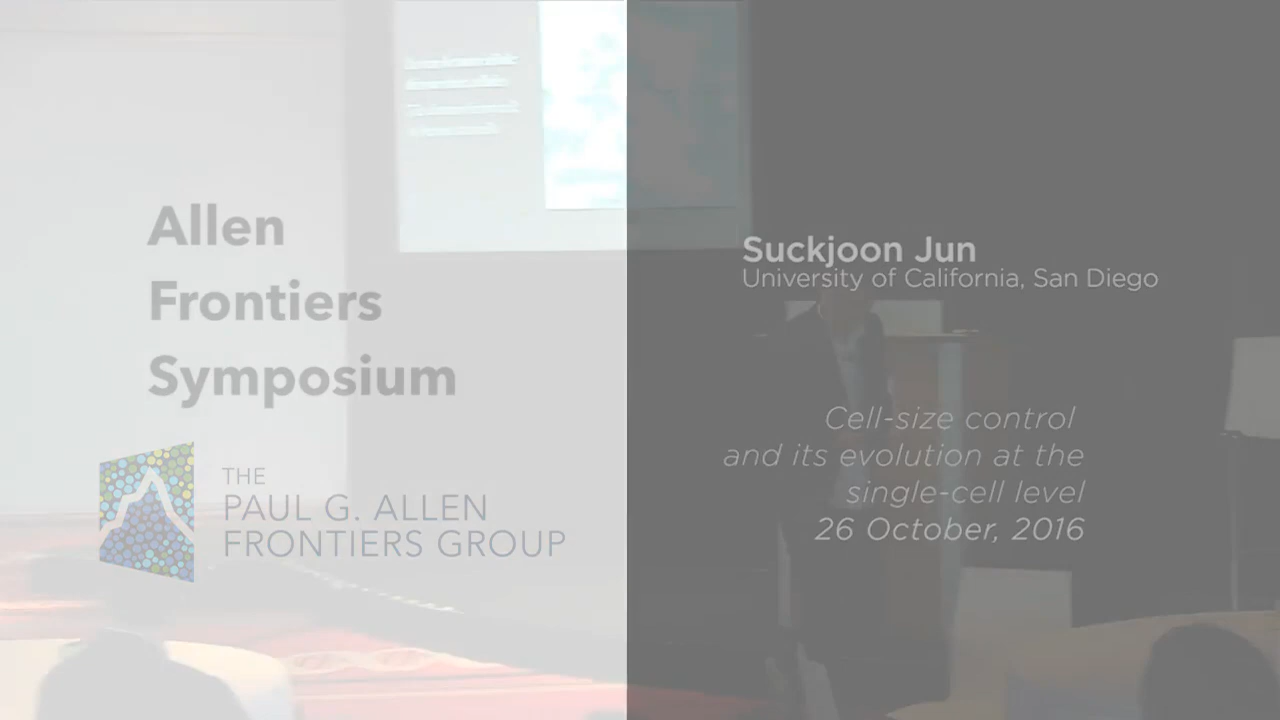 Allen
Frontiers
Symposium
THE
PAUL G. ALLEN
FRONTIERS GROUP
Suckjoon Jun
University of California, San Diego
Cell-size control
and its evolution at the
single-cell level
26 October, 2016